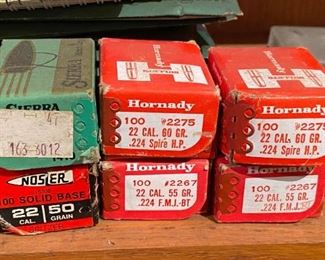 SIERRA
163 3012
Hornady
100 #2275
22 CAL. 60 GR.
.224 Spire H.P.
Hornady
100 #2275
22 CAL. 60 GR.
.224 Spire H.P.
NOSLER
100 SOLID BASE
22 50
CAL. GRAIN
Hornady
100 #2267
22 CAL. 55 GR.
.224 F.M.J.-BT
Hornady
100 #2267
22 CAL. 55 GR.
.224 F.M.J.